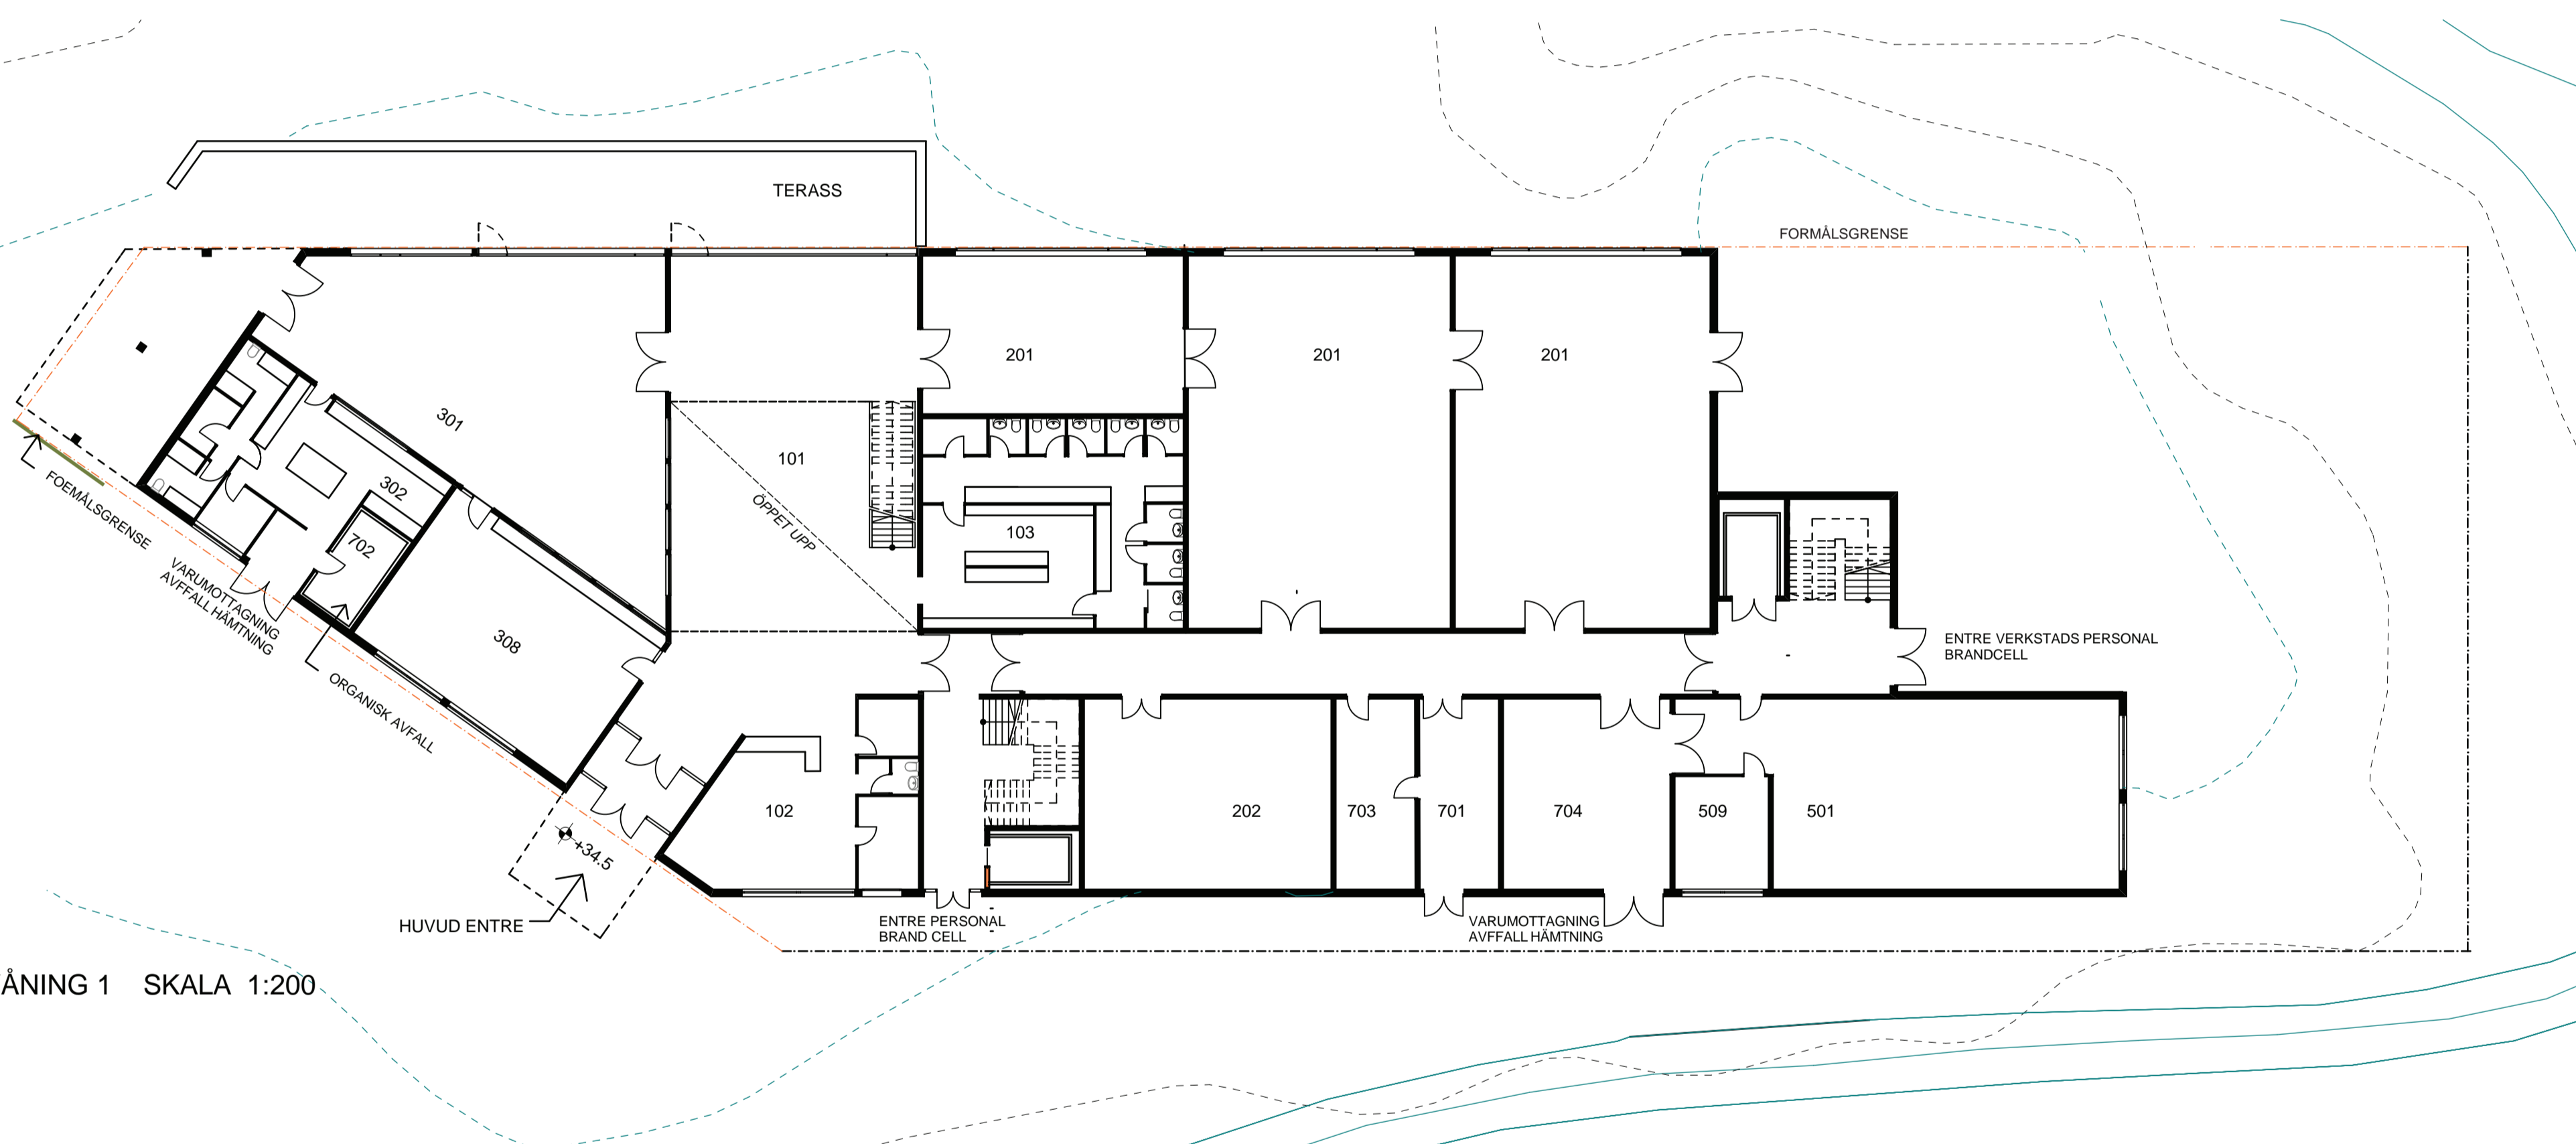 TERASS
FORMÅLSGRENSE
201
201
201
301
101
302
ÖPPET UPP
103
702
FOEMÅLSGRENSE
VARUMOTTAGNING
AVFFALL HÄMTNING
308
ENTRE VERKSTADS PERSONAL
BRANDCELL
ORGANISK AVFALL
102
202
703
701
704
509
501
+34.5
HUVUD ENTRE
ENTRE PERSONAL
BRAND CELL
VARUMOTTAGNING
AVFFALL HÄMTNING
ÅNING 1 SKALA 1:200